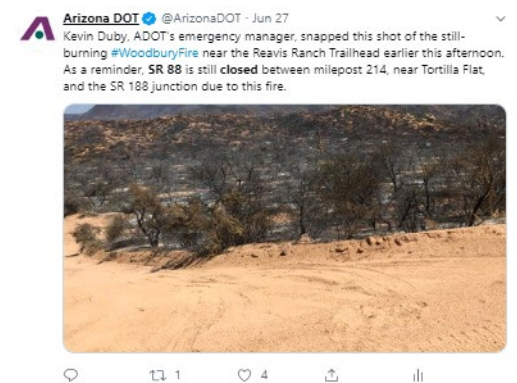 Arizona DOT @ArizonaDOT · Jun 27
Kevin Duby, ADOT's emergency manager, snapped this shot of the still-
burning #WoodburyFire near the Reavis Ranch Trailhead earlier this afternoon.
As a reminder, SR 88 is still closed between milepost 214, near Tortilla Flat,
and the SR 188 junction due to this fire.
1 4